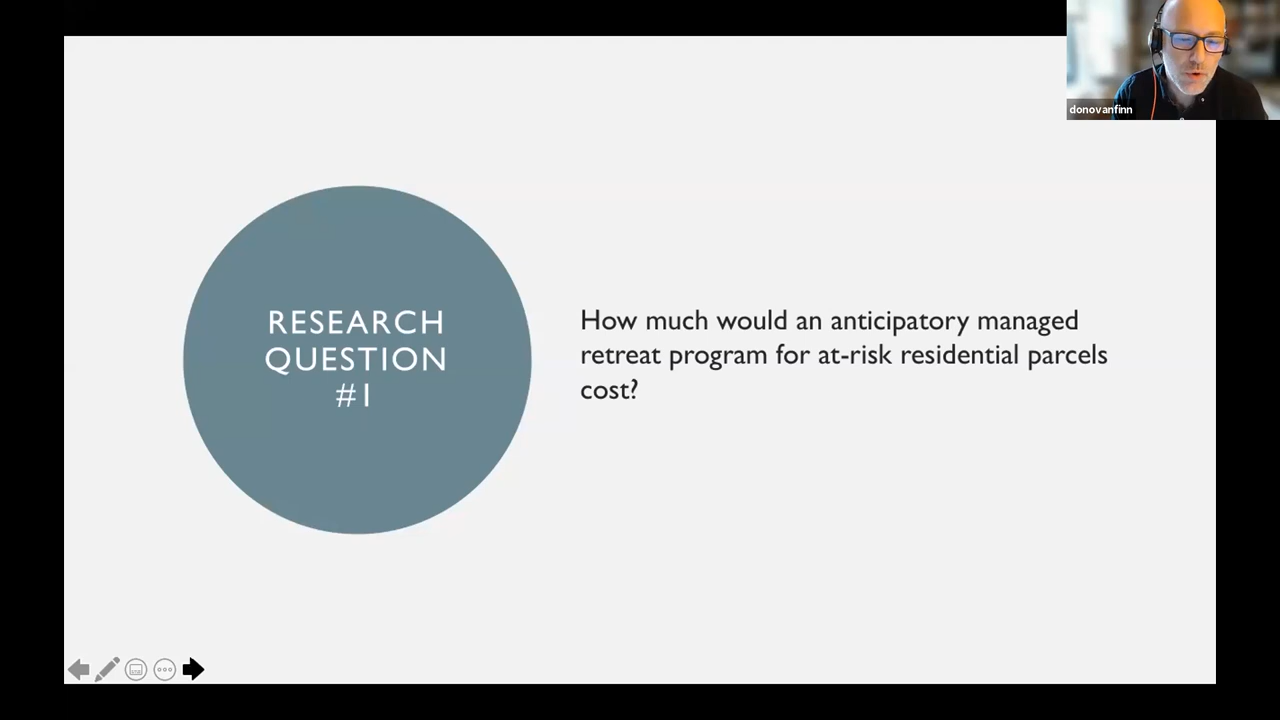 donovanfinn
RESEARCH
QUESTION
#1
How much would an anticipatory managed
retreat program for at-risk residential parcels
cost?